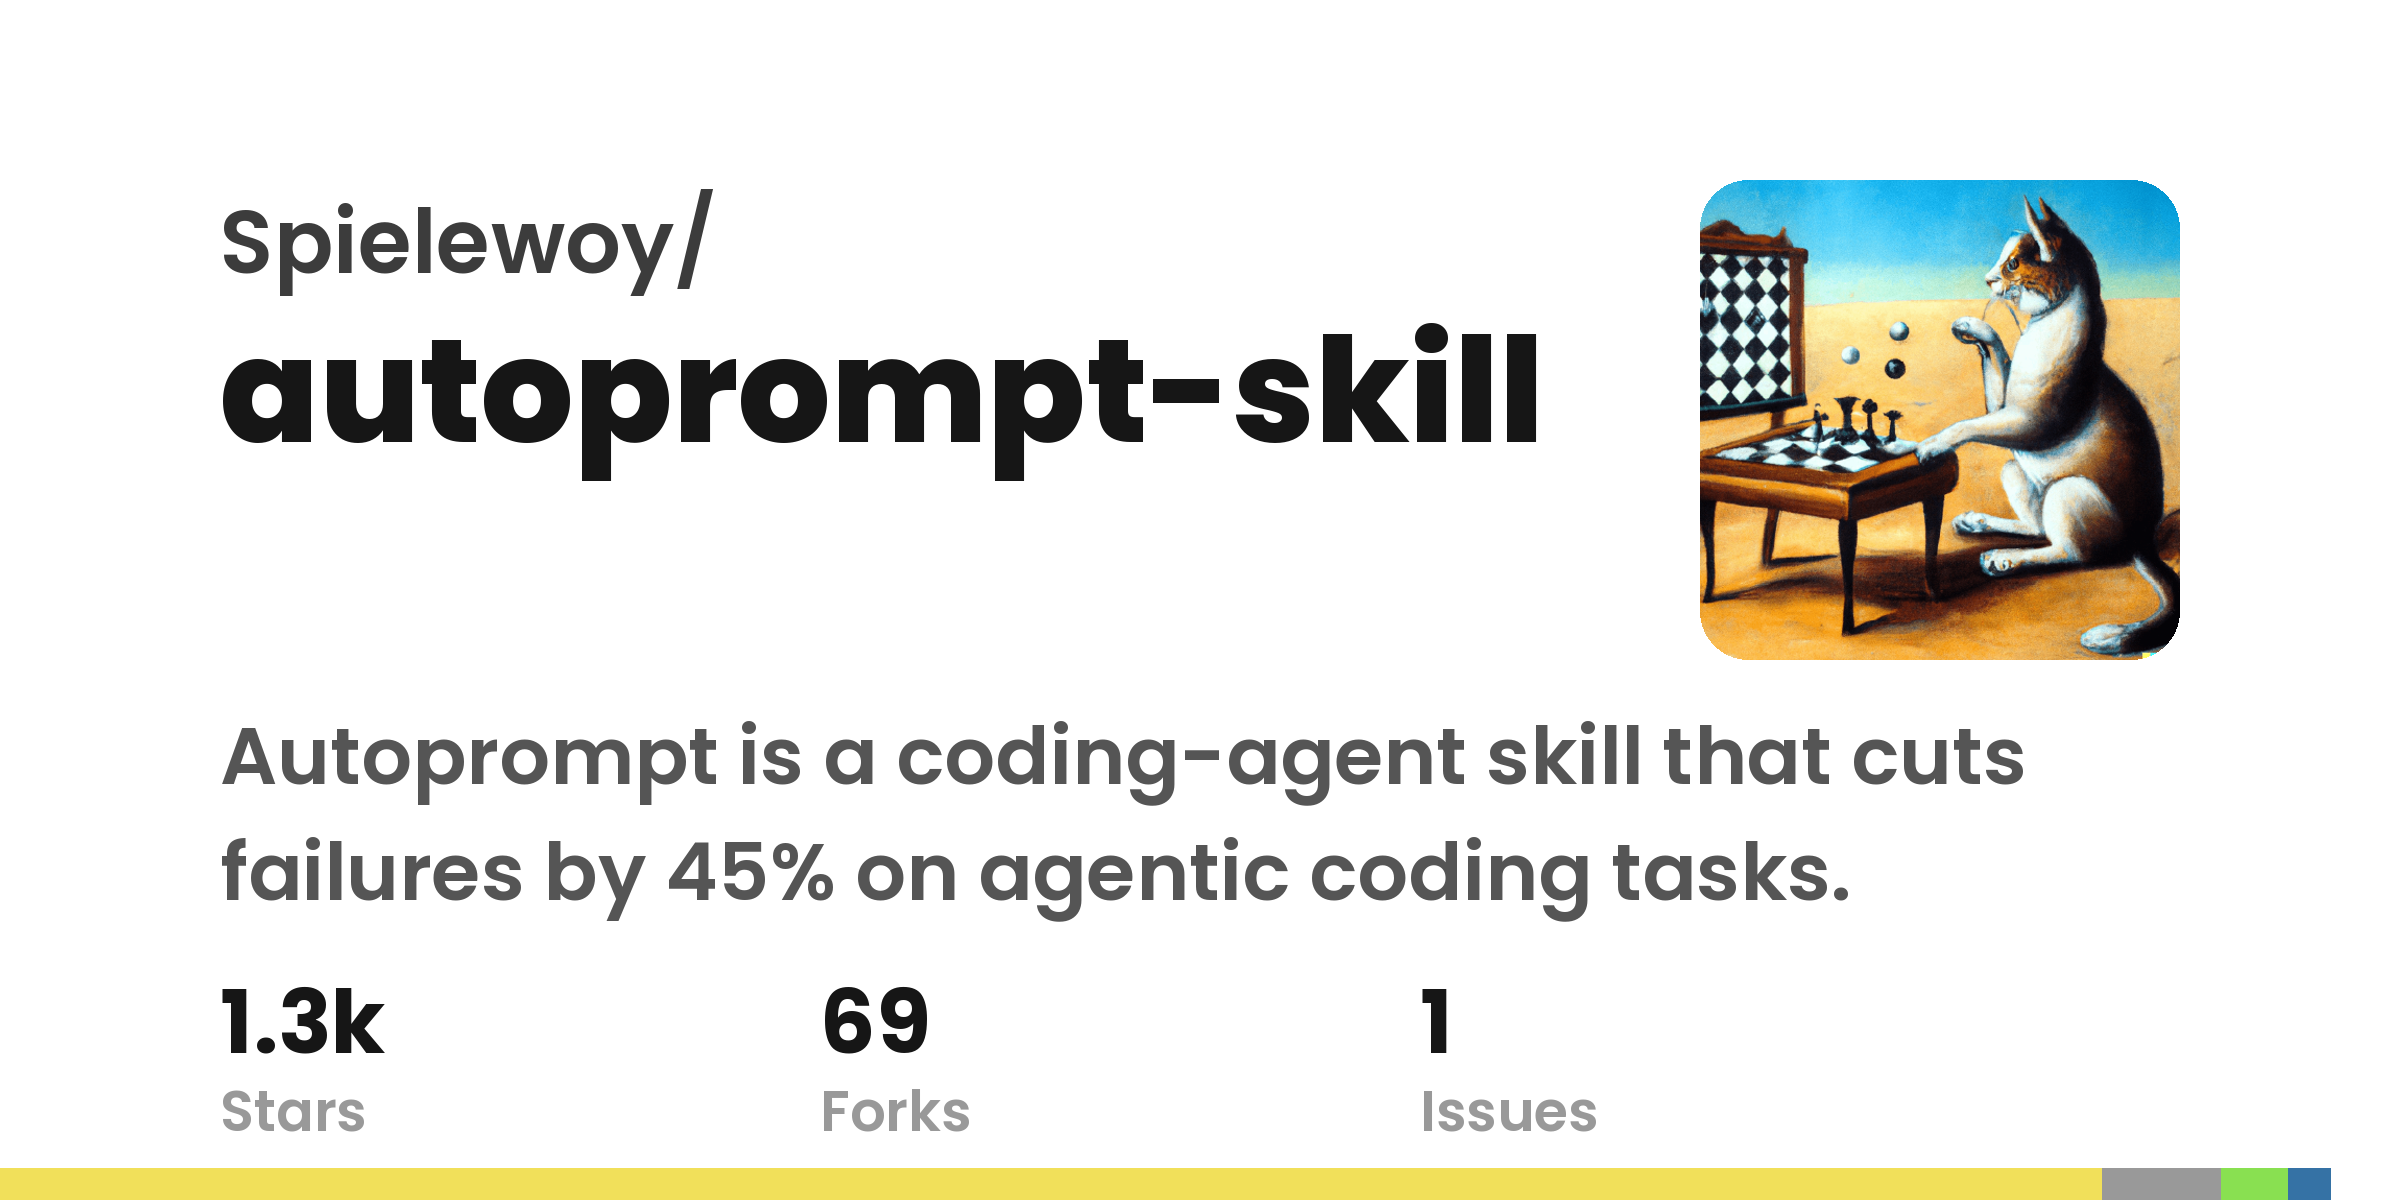 Spielewoy/
autoprompt-skill
Autoprompt is a coding-agent skill that cuts
failures by 45% on agentic coding tasks.
1.3k
Stars
69
Forks
1
Issues